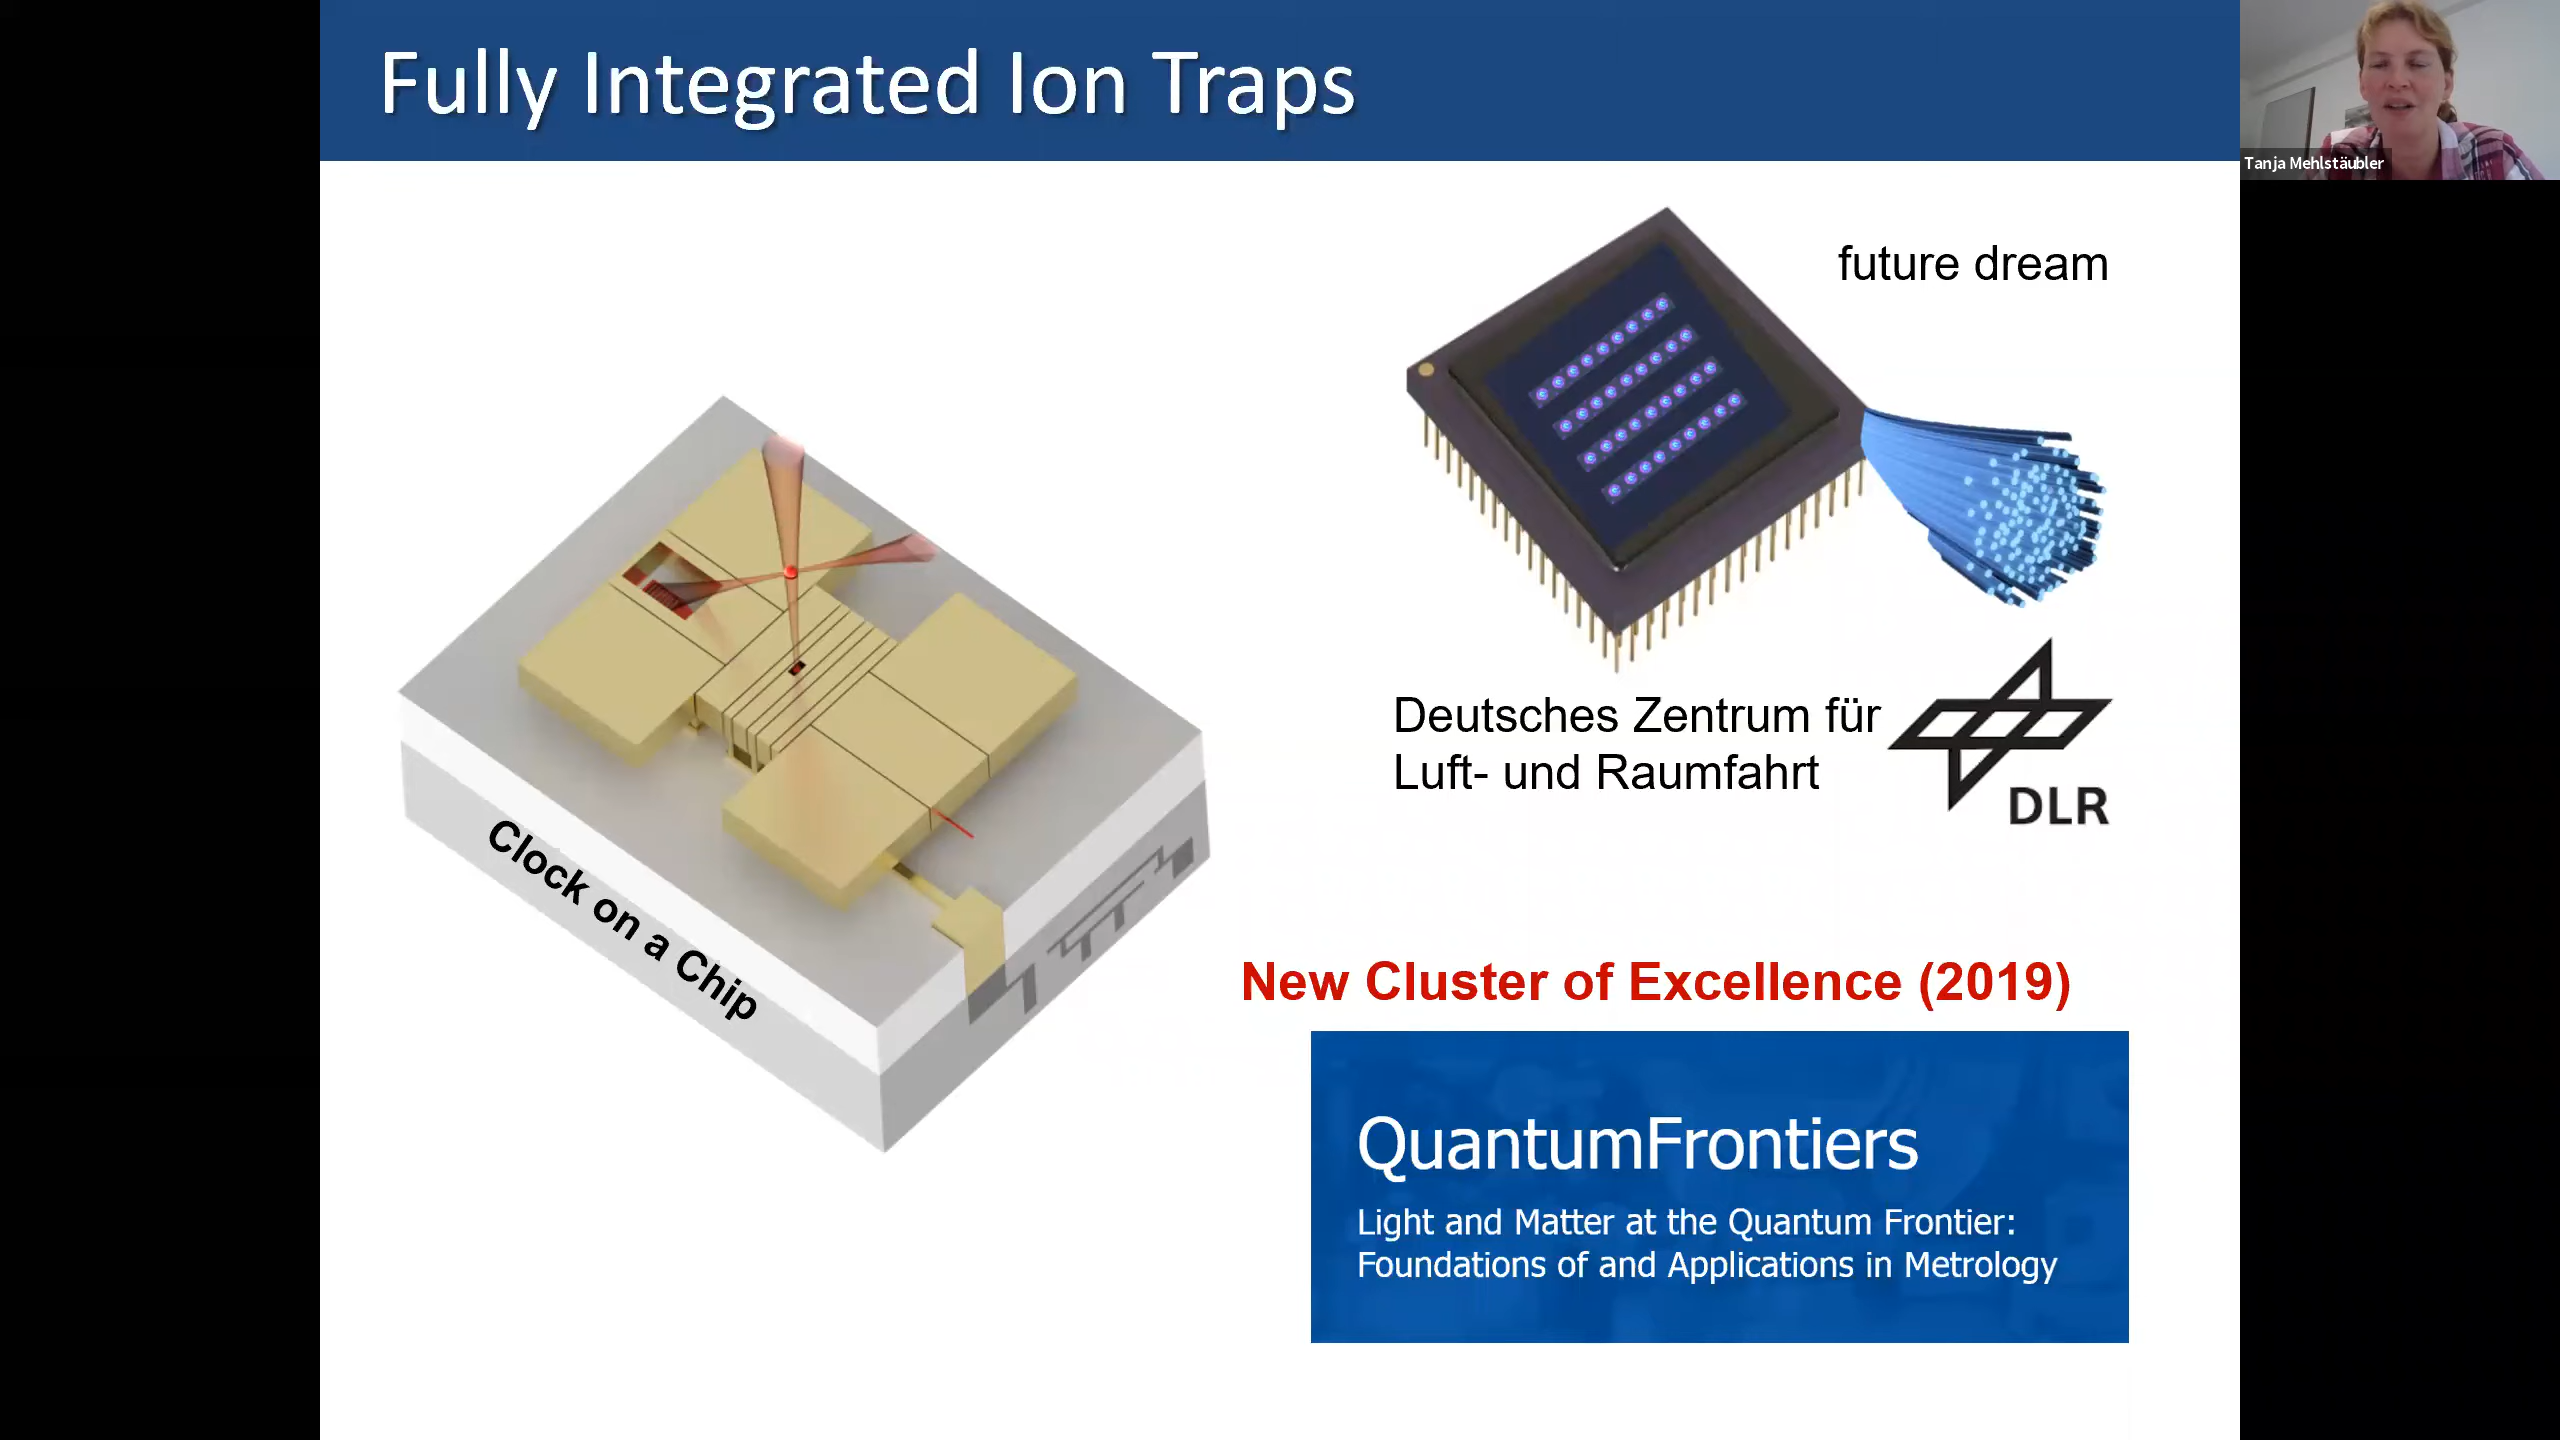 Fully Integrated Ion Traps
Tanja Mehlstäubler
future dream
Deutsches Zentrum für
Luft- und Raumfahrt
DLR
Clock on a Chip
New Cluster of Excellence (2019)
QuantumFrontiers
Light and Matter at the Quantum Frontier:
Foundations of and Applications in Metrology